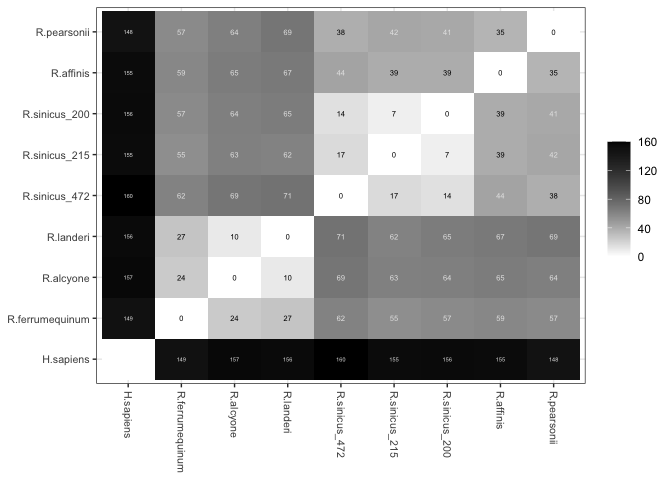 R.pearsonii 148 57 64 69 38 42 41 35 0
R.affinis 155 59 65 67 44 39 39 0 35
R.sinicus_200 156 57 64 65 14 7 0 39 41
R.sinicus_215 155 55 63 62 17 0 7 39 42
R.sinicus_472 160 62 69 71 0 17 14 44 38
R.landeri 156 27 10 0 71 62 65 67 69
R.alcyone 157 24 0 10 69 63 64 65 64
R.ferrumequinum 149 0 24 27 62 55 57 59 57
H.sapiens 149 157 156 160 155 156 155 148
H.sapiens
R.ferrumequinum
R.alcyone
R.landeri
R.sinicus_472
R.sinicus_215
R.sinicus_200
R.affinis
R.pearsonii
160
120
80
40
0